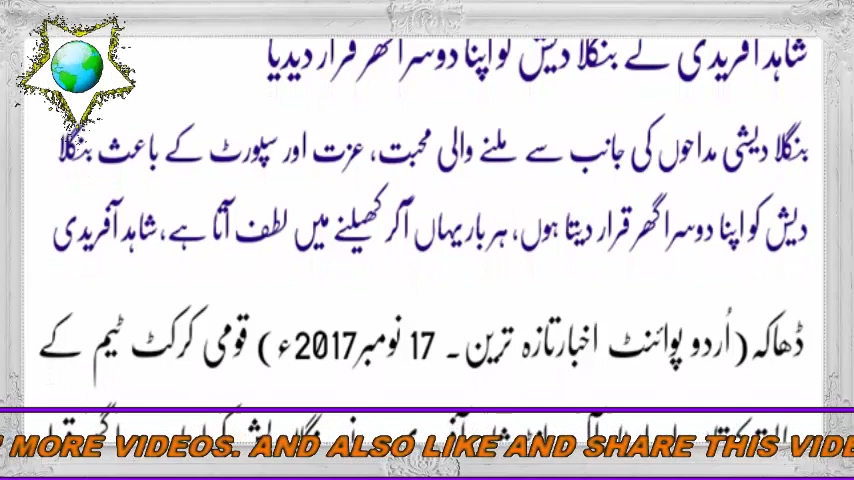 شاہد آفریدی نے بنگلا دیش کو اپنا دوسرا گھر قرار دیدیا
بنگلا دیشی مداحوں کی جانب سے ملنے والی محبت، عزت اور سپورٹ کے باعث بنگلا
دیش کو اپنا دوسرا گھر قرار دیتا ہوں، ہر بار یہاں آکر کھیلنے میں لطف آتا ہے، شاہد آفریدی
ڈھاکہ (اُردو پوائنٹ اخبار تازہ ترین۔ 17 نومبر2017ء) قومی کرکٹ ٹیم کے
MORE VIDEOS. AND ALSO LIKE AND SHARE THIS VIDE